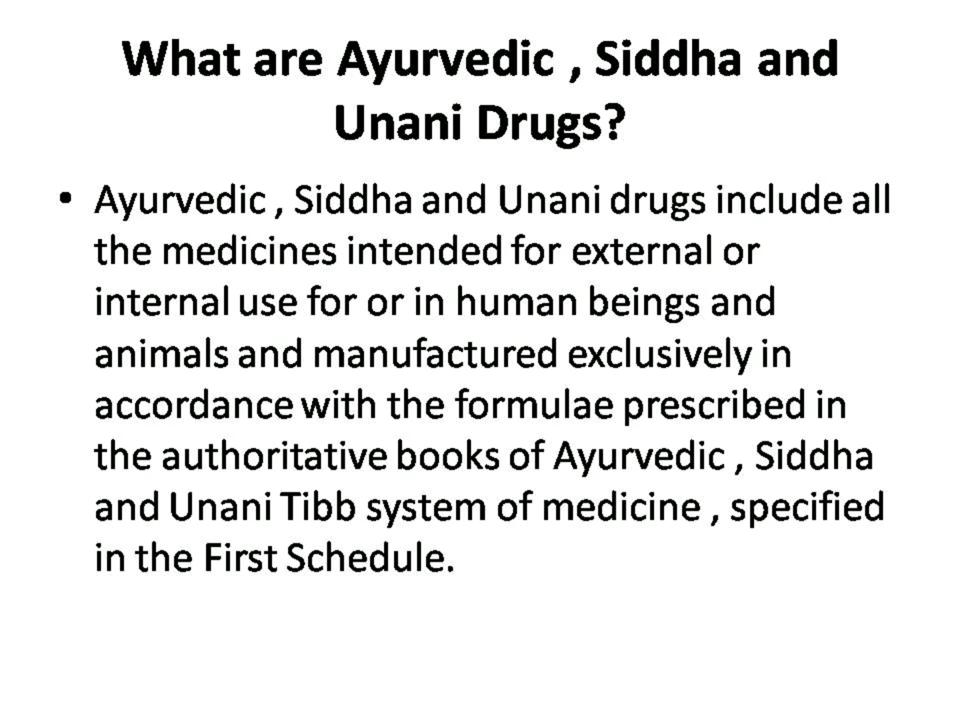 What are Ayurvedic , Siddha and
Unani Drugs?
• Ayurvedic , Siddha and Unani drugs include all
the medicines intended for external or
internal use for or in human beings and
animals and manufactured exclusively in
accordance with the formulae prescribed in
the authoritative books of Ayurvedic , Siddha
and Unani Tibb system of medicine , specified
in the First Schedule.